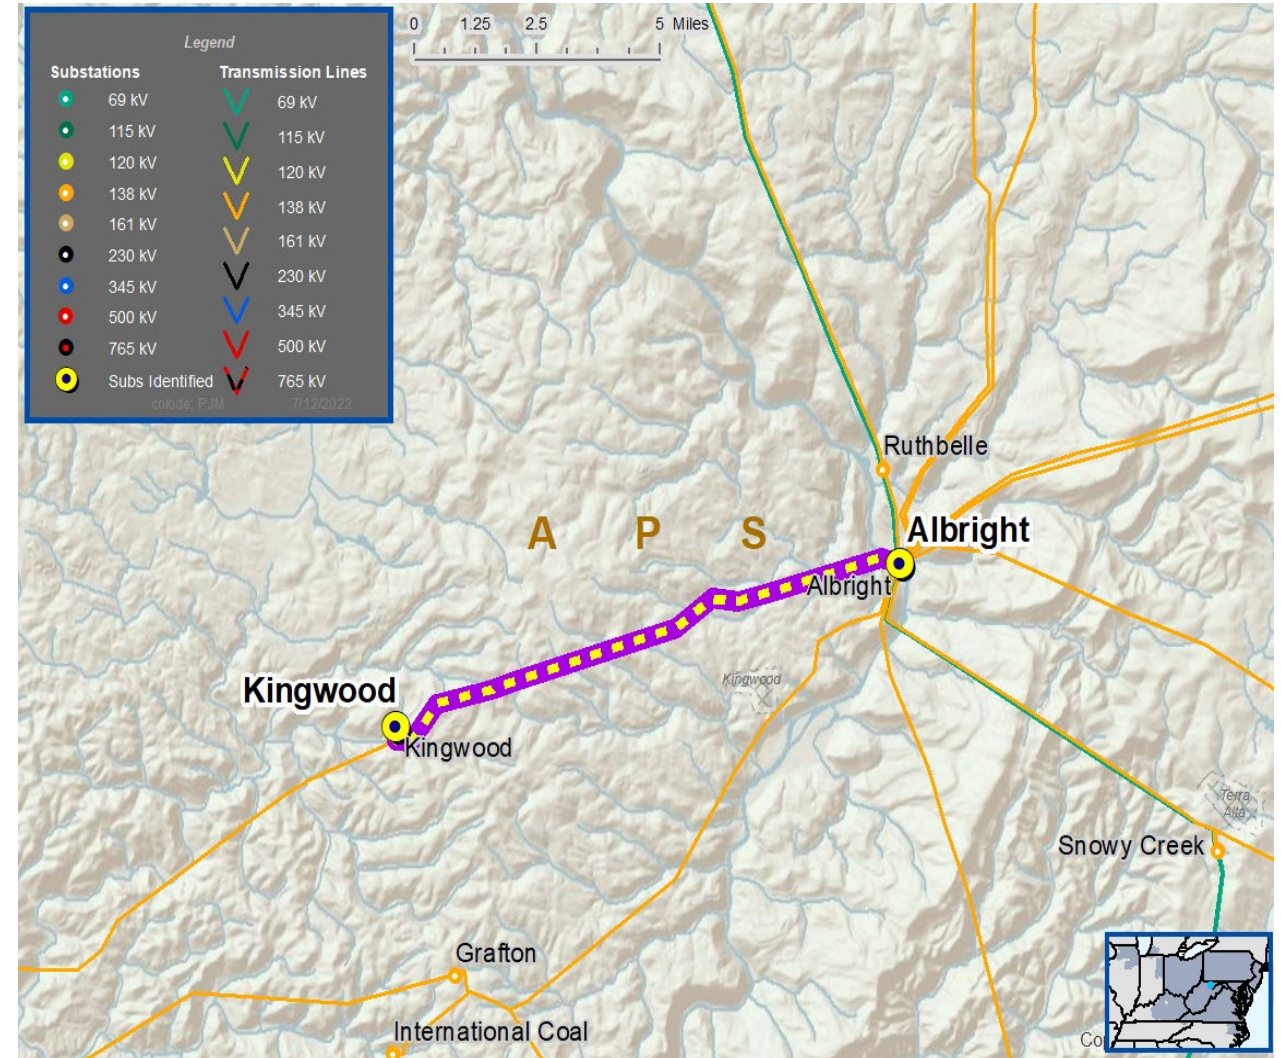 Legend
Substations
Transmission Lines
69 kV
69 kV
115 kV
115 kV
120 kV
120 kV
138 kV
138 kV
161 kV
161 kV
230 kV
230 kV
345 kV
345 kV
500 kV
500 kV
765 kV
765 kV
Subs Identified
colode; PJM 7/12/2022
0 1.25 2.5 5 Miles
Ruthbelle
A P S
Albright
Albright
Kingwood
Kingwood
Kingwood
Terra
Alta
Snowy Creek
Grafton
International Coal